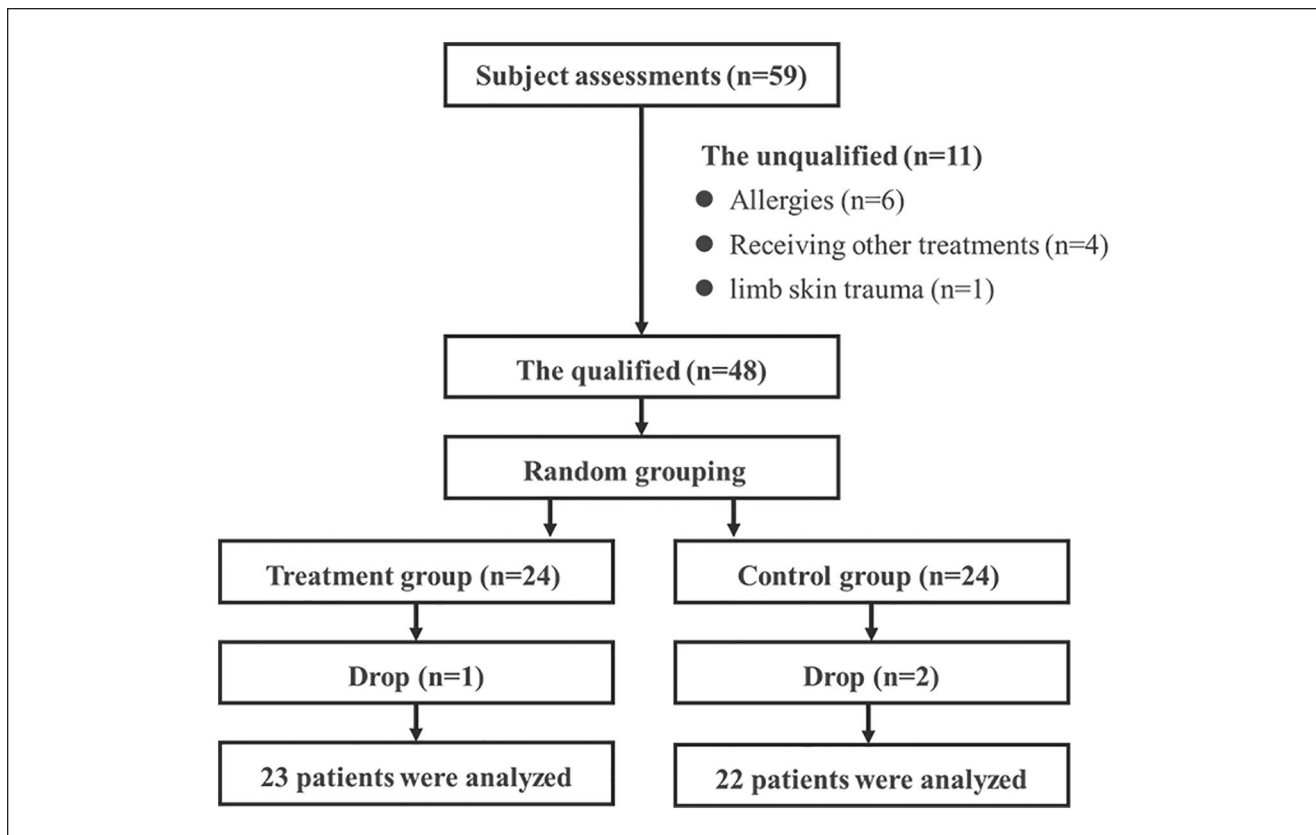 Subject assessments (n=59)
The unqualified (n=11)
● Allergies (n=6)
● Receiving other treatments (n=4)
● limb skin trauma (n=1)
The qualified (n=48)
Random grouping
Treatment group (n=24)
Control group (n=24)
Drop (n=1)
Drop (n=2)
23 patients were analyzed
22 patients were analyzed